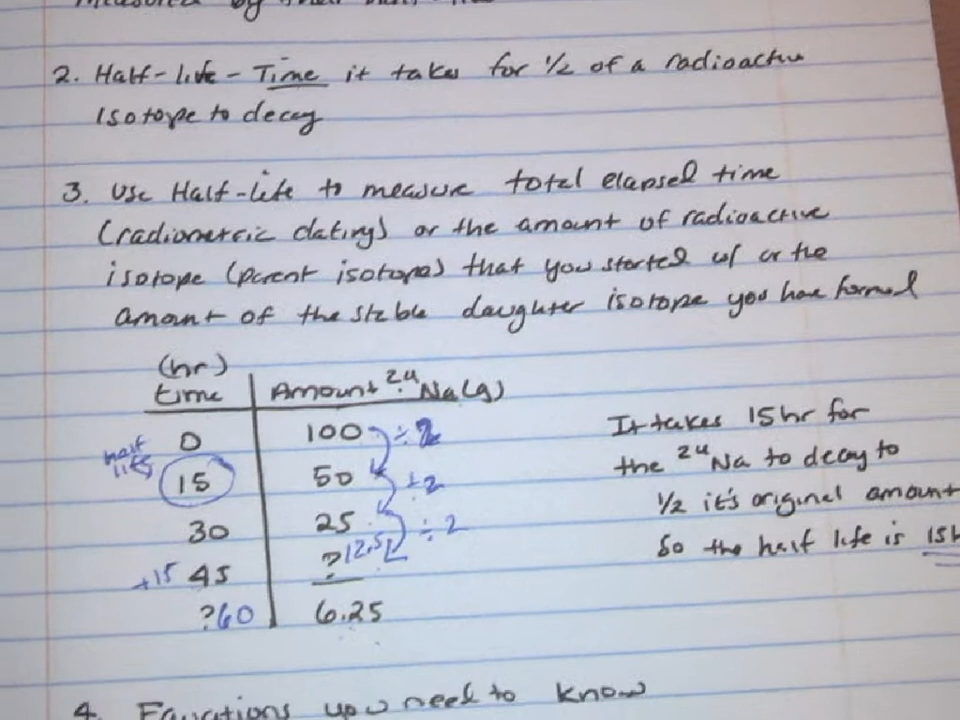 measured by their half-life
2. Half-life - Time it takes for 1/2 of a radioactive
isotope to decay
3. Use Half-life to measure total elapsed time
(radiometric dating) or the amount of radioactive
isotope (parent isotope) that you started w/ or the
amount of the stable daughter isotope you have formed
(hr)
time | Amount ²⁴Na(g)
half life 0 | 100 ÷2
15 | 50 ÷2
30 | 25 ÷2
+15 45 | ? 12.5
?60 | 6.25
It takes 15hr for
the ²⁴Na to decay to
1/2 it's original amount
So the half life is 15h
4. Equations you need to know